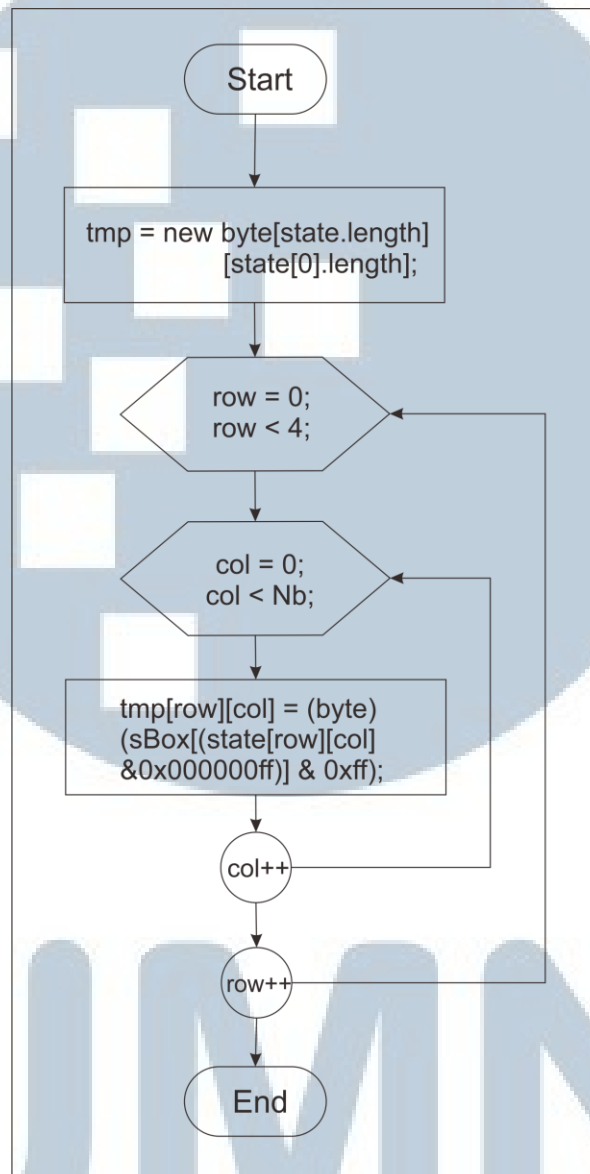 Start
tmp = new byte[state.length]
[state[0].length];
row = 0;
row < 4;
col = 0;
col < Nb;
tmp[row][col] = (byte)
(sBox[(state[row][col]
&0x000000ff)] & 0xff);
col++
row++
End
UMN